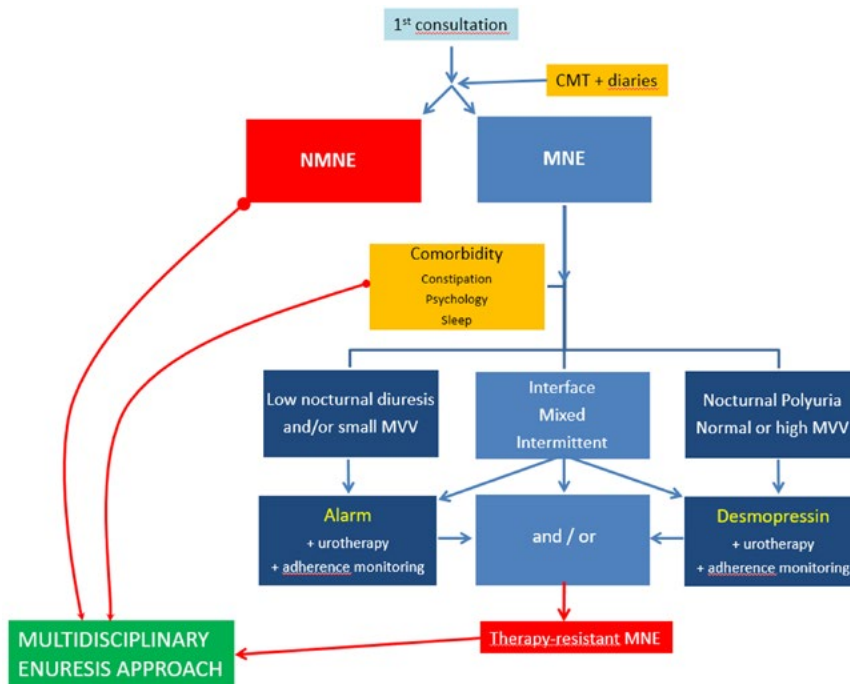 1st consultation
CMT + diaries
NMNE
MNE
Comorbidity
Constipation
Psychology
Sleep
Low nocturnal diuresis
and/or small MVV
Interface
Mixed
Intermittent
Nocturnal Polyuria
Normal or high MVV
Alarm
+ urotherapy
+ adherence monitoring
and / or
Desmopressin
+ urotherapy
+ adherence monitoring
Therapy-resistant MNE
MULTIDISCIPLINARY
ENURESIS APPROACH